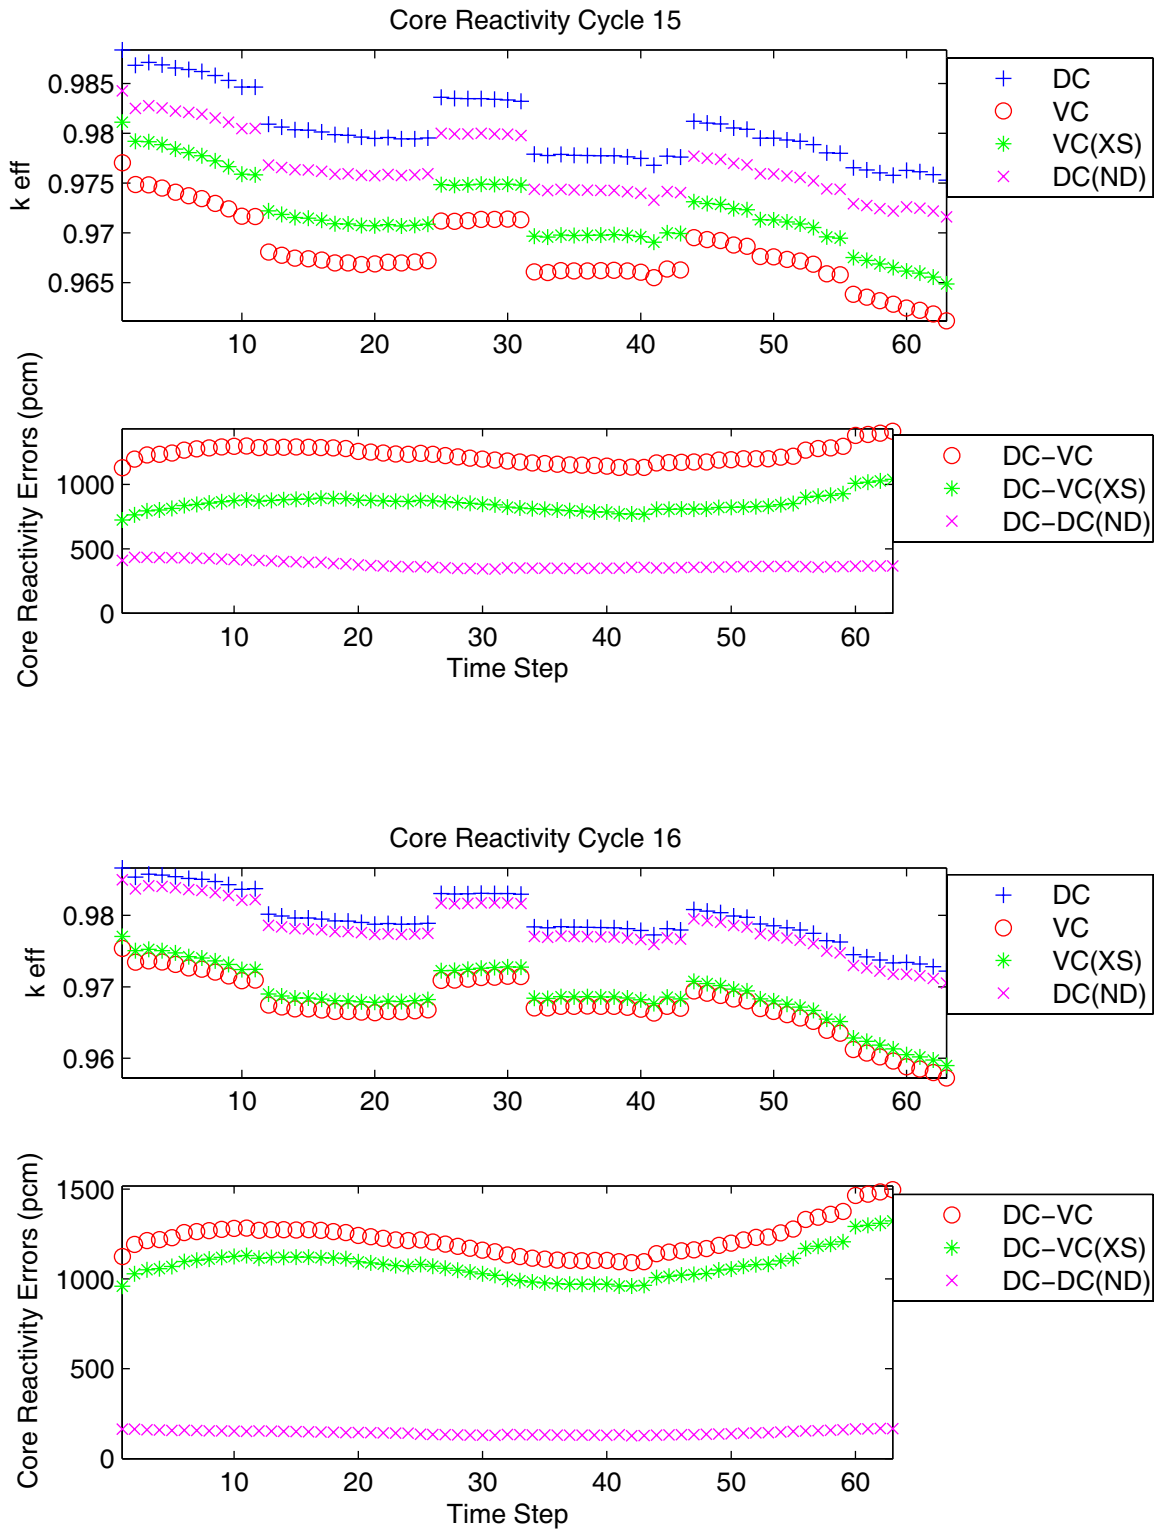 Core Reactivity Cycle 15
k eff
0.985
0.98
0.975
0.97
0.965
10 20 30 40 50 60
DC
VC
VC(XS)
DC(ND)
Core Reactivity Errors (pcm)
1000
500
0
10 20 30 40 50 60
Time Step
DC−VC
DC−VC(XS)
DC−DC(ND)
Core Reactivity Cycle 16
k eff
0.98
0.97
0.96
10 20 30 40 50 60
DC
VC
VC(XS)
DC(ND)
Core Reactivity Errors (pcm)
1500
1000
500
0
10 20 30 40 50 60
Time Step
DC−VC
DC−VC(XS)
DC−DC(ND)